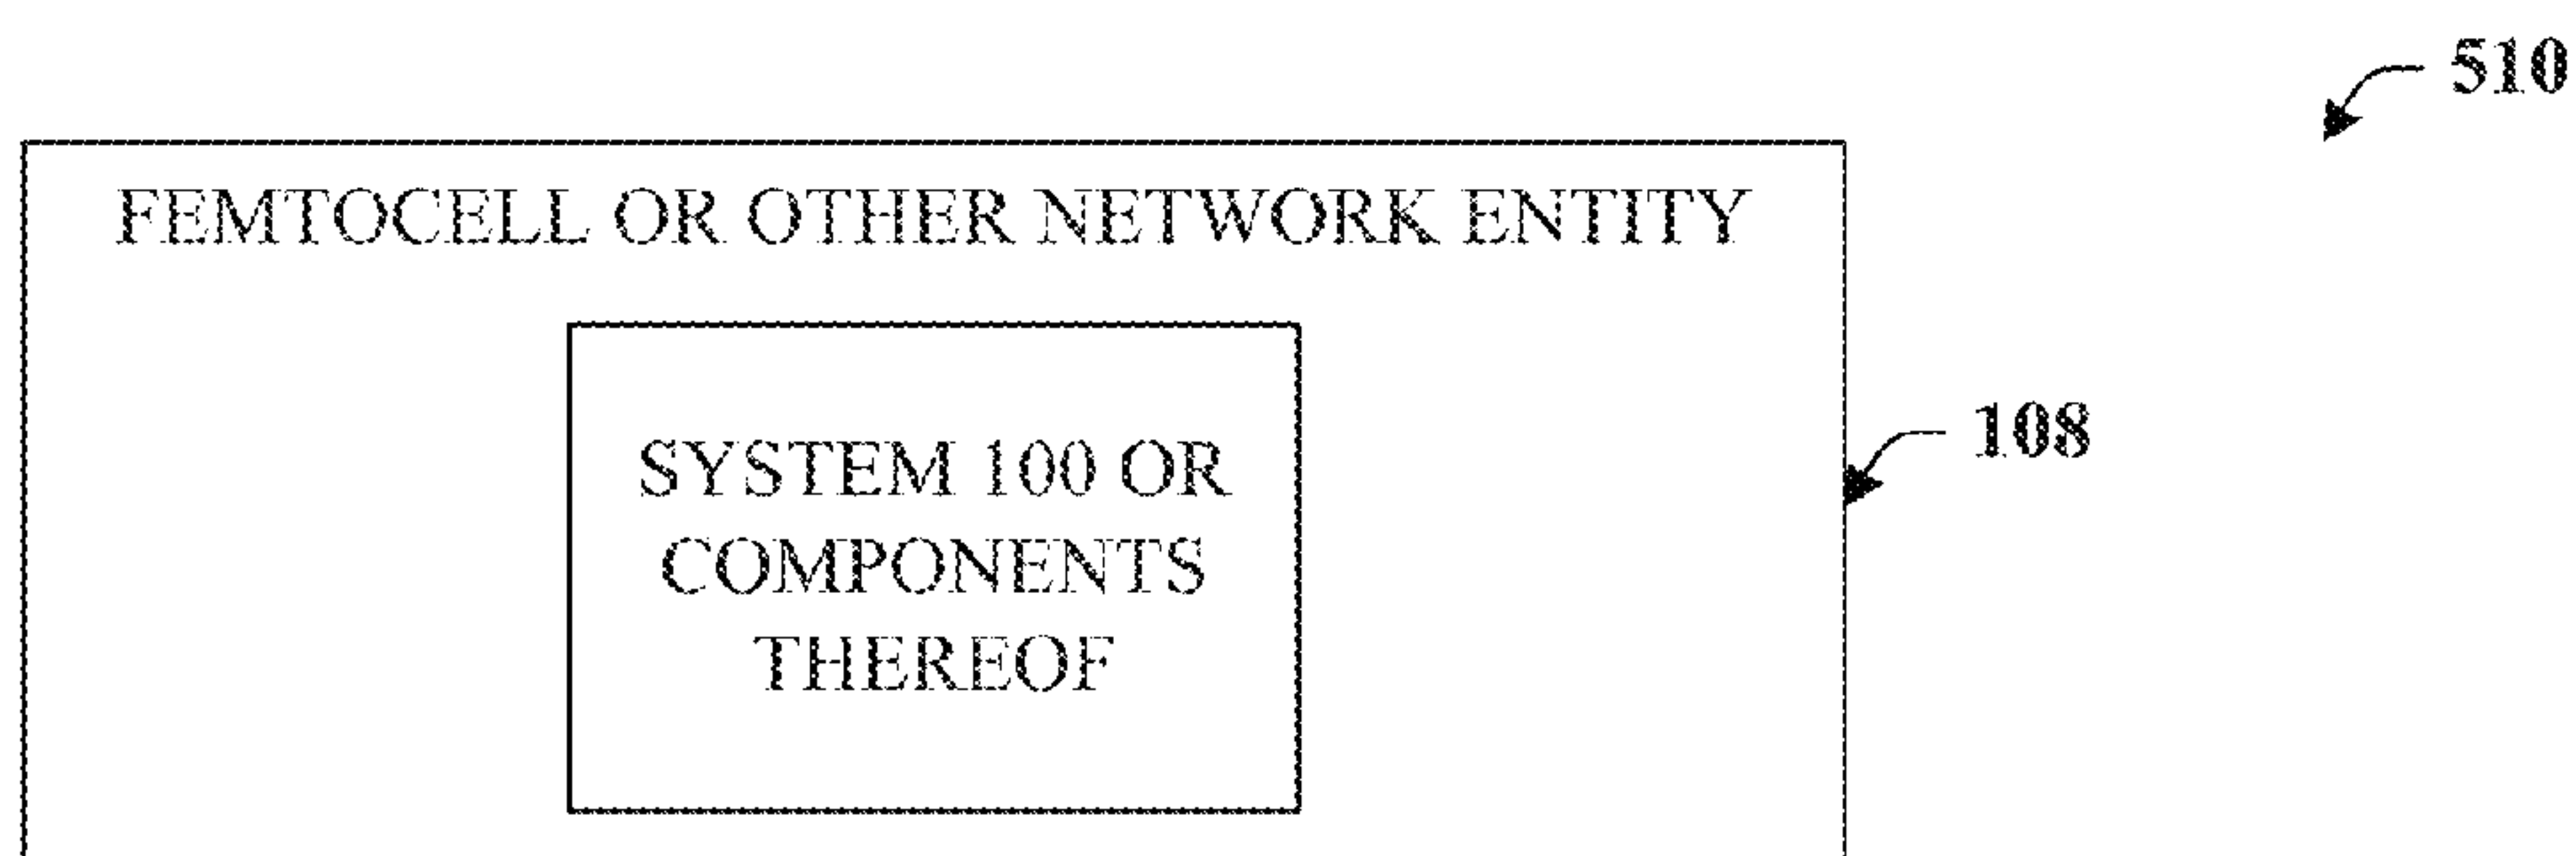 510
FEMTOCELL OR OTHER NETWORK ENTITY
108
SYSTEM 100 OR
COMPONENTS
THEREOF